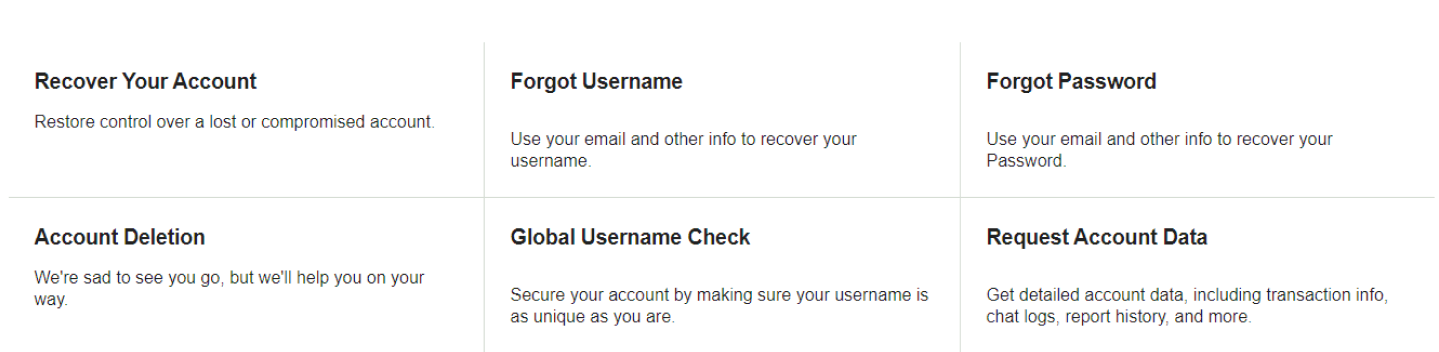 Recover Your Account
Restore control over a lost or compromised account.
Forgot Username
Use your email and other info to recover your
username.
Forgot Password
Use your email and other info to recover your
Password.
Account Deletion
We're sad to see you go, but we'll help you on your
way.
Global Username Check
Secure your account by making sure your username is
as unique as you are.
Request Account Data
Get detailed account data, including transaction info,
chat logs, report history, and more.